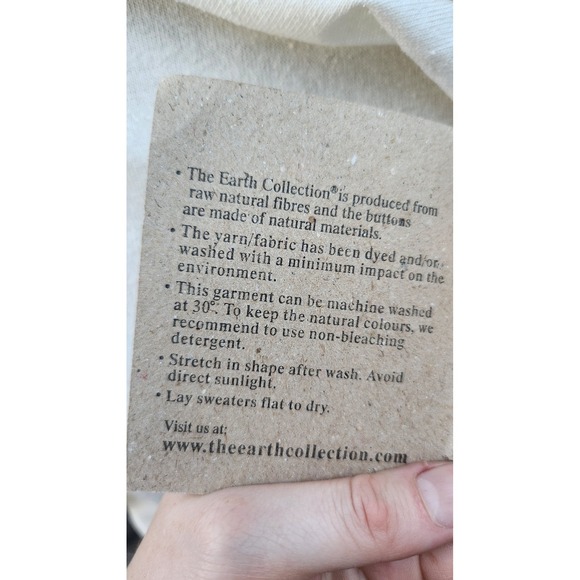 • The Earth Collection® is produced from
raw natural fibres and the buttons
are made of natural materials.
• The yarn/fabric has been dyed and/or
washed with a minimum impact on the
environment.
• This garment can be machine washed
at 30°. To keep the natural colours, we
recommend to use non-bleaching
detergent.
• Stretch in shape after wash. Avoid
direct sunlight.
• Lay sweaters flat to dry.
Visit us at:
www.theearthcollection.com